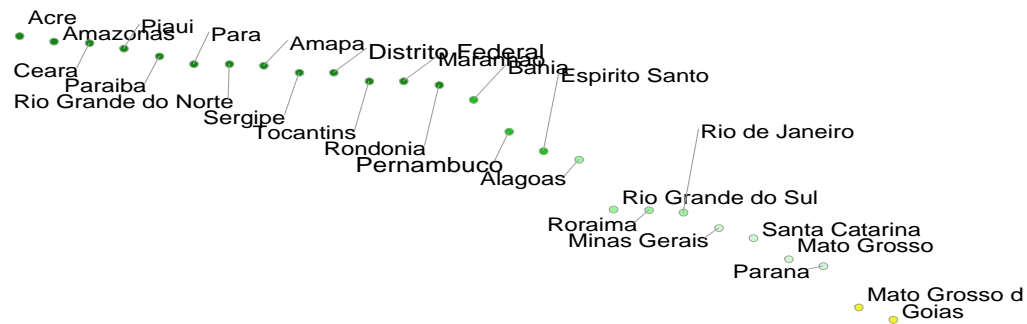 Acre
Amazonas
Piaui
Para
Amapa
Distrito Federal
Maranhao
Bahia
Espirito Santo
Ceara
Paraiba
Rio Grande do Norte
Sergipe
Tocantins
Rondonia
Pernambuco
Alagoas
Rio de Janeiro
Rio Grande do Sul
Roraima
Minas Gerais
Santa Catarina
Mato Grosso
Parana
Mato Grosso d
Goias